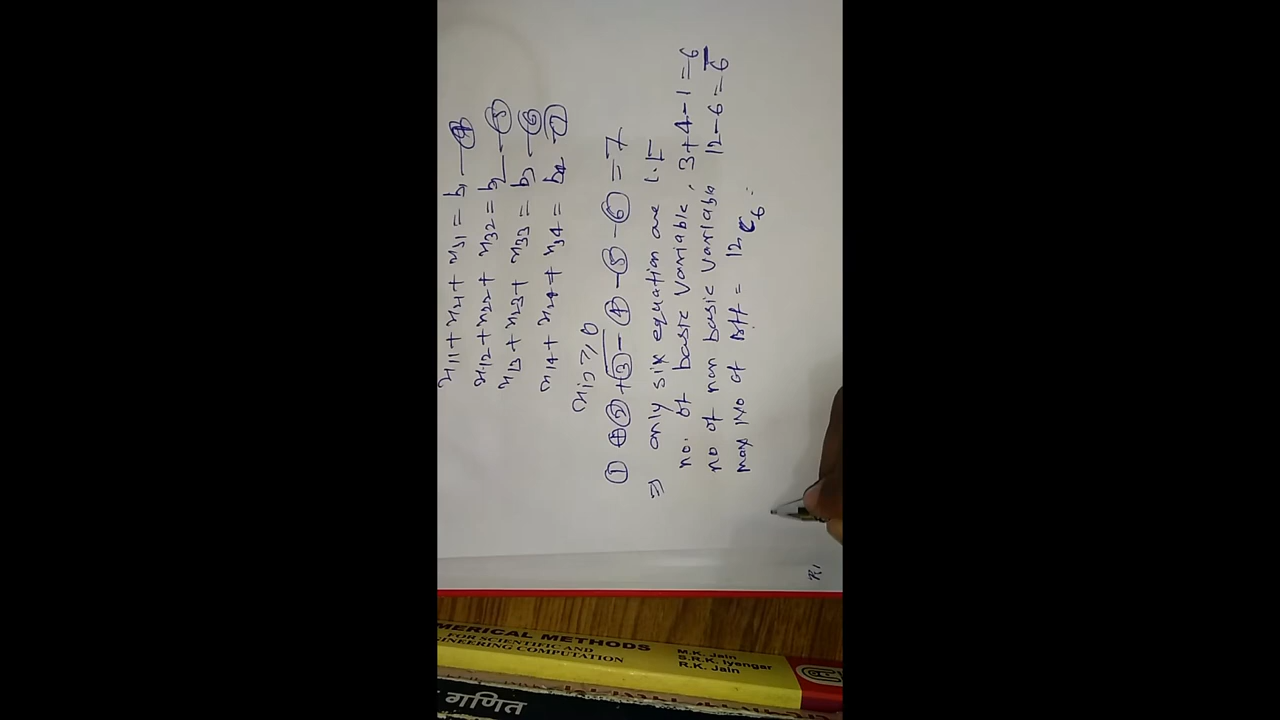 x11 + x21 + x31 = b1 — ④
x12 + x22 + x32 = b2 — ⑤
x13 + x23 + x33 = b3 — ⑥
x14 + x24 + x34 = b4 — ⑦
xij ≥ 0
① + ② + ③ — ④ — ⑤ — ⑥ = 7
⇒ only six equation are L.I
no. of basic variable, 3+4-1 = 6
no of non basic variable 12-6 = 6
max No of = 12c6 :
x1
MERICAL METHODS
FOR SCIENTIFIC AND
GINEERING COMPUTATION
M.K. Jain
S.R.K. Iyengar
R.K. Jain
गणित